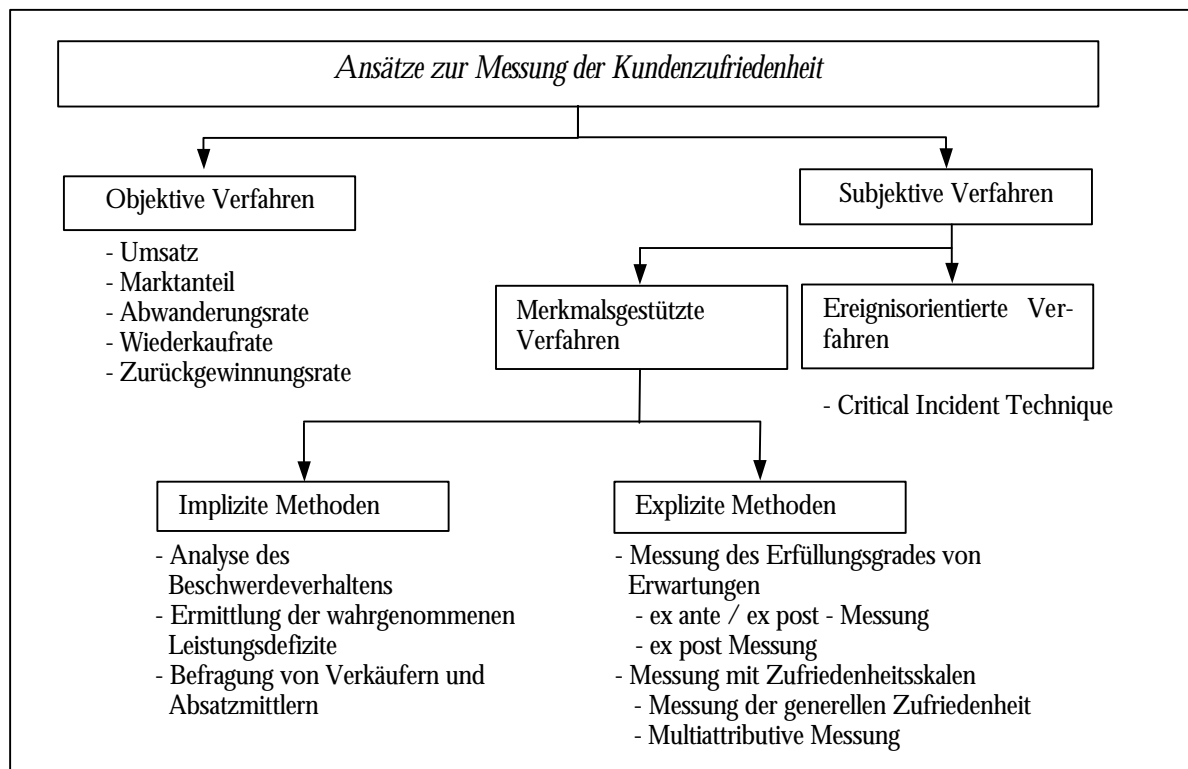 Ansätze zur Messung der Kundenzufriedenheit
Objektive Verfahren
- Umsatz
- Marktanteil
- Abwanderungsrate
- Wiederkaufrate
- Zurückgewinnungsrate
Subjektive Verfahren
Merkmalsgestützte
Verfahren
Ereignisorientierte Ver-
fahren
- Critical Incident Technique
Implizite Methoden
- Analyse des
Beschwerdeverhaltens
- Ermittlung der wahrgenommenen
Leistungsdefizite
- Befragung von Verkäufern und
Absatzmittlern
Explizite Methoden
- Messung des Erfüllungsgrades von
Erwartungen
- ex ante / ex post - Messung
- ex post Messung
- Messung mit Zufriedenheitsskalen
- Messung der generellen Zufriedenheit
- Multiattributive Messung